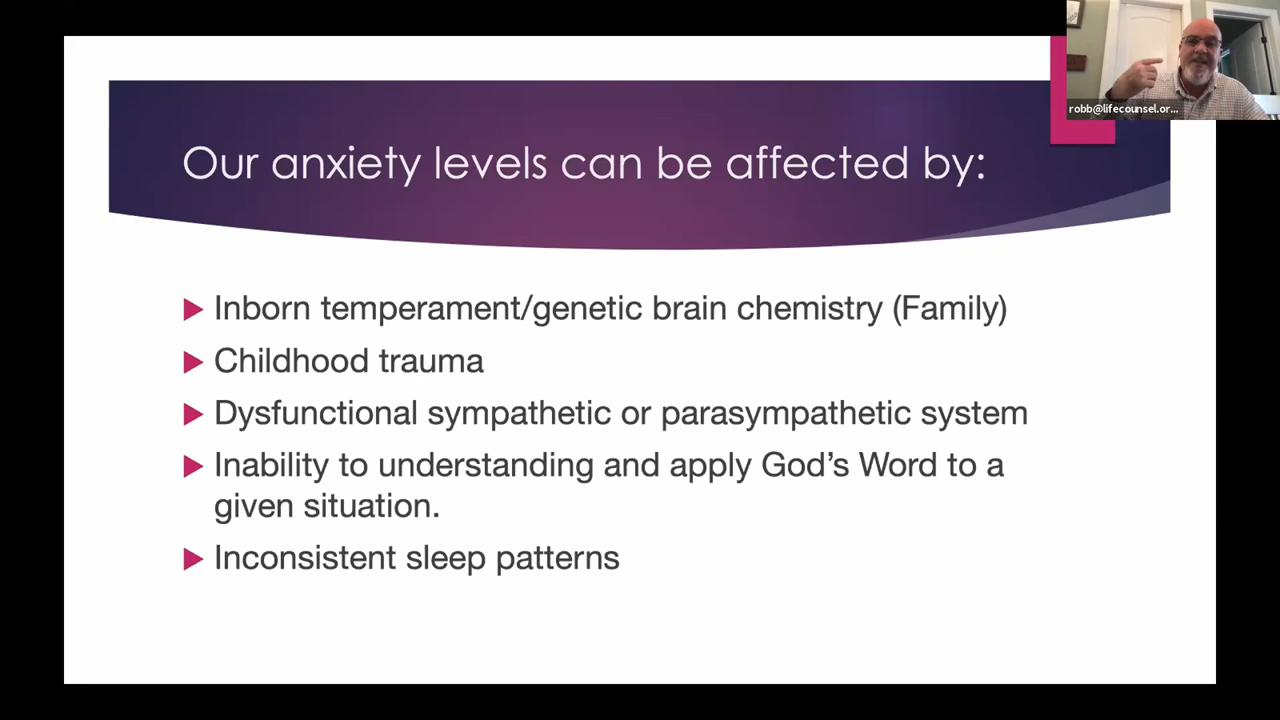 robb@lifecounsel.or...
Our anxiety levels can be affected by:
Inborn temperament/genetic brain chemistry (Family)
Childhood trauma
Dysfunctional sympathetic or parasympathetic system
Inability to understanding and apply God’s Word to a
given situation.
Inconsistent sleep patterns